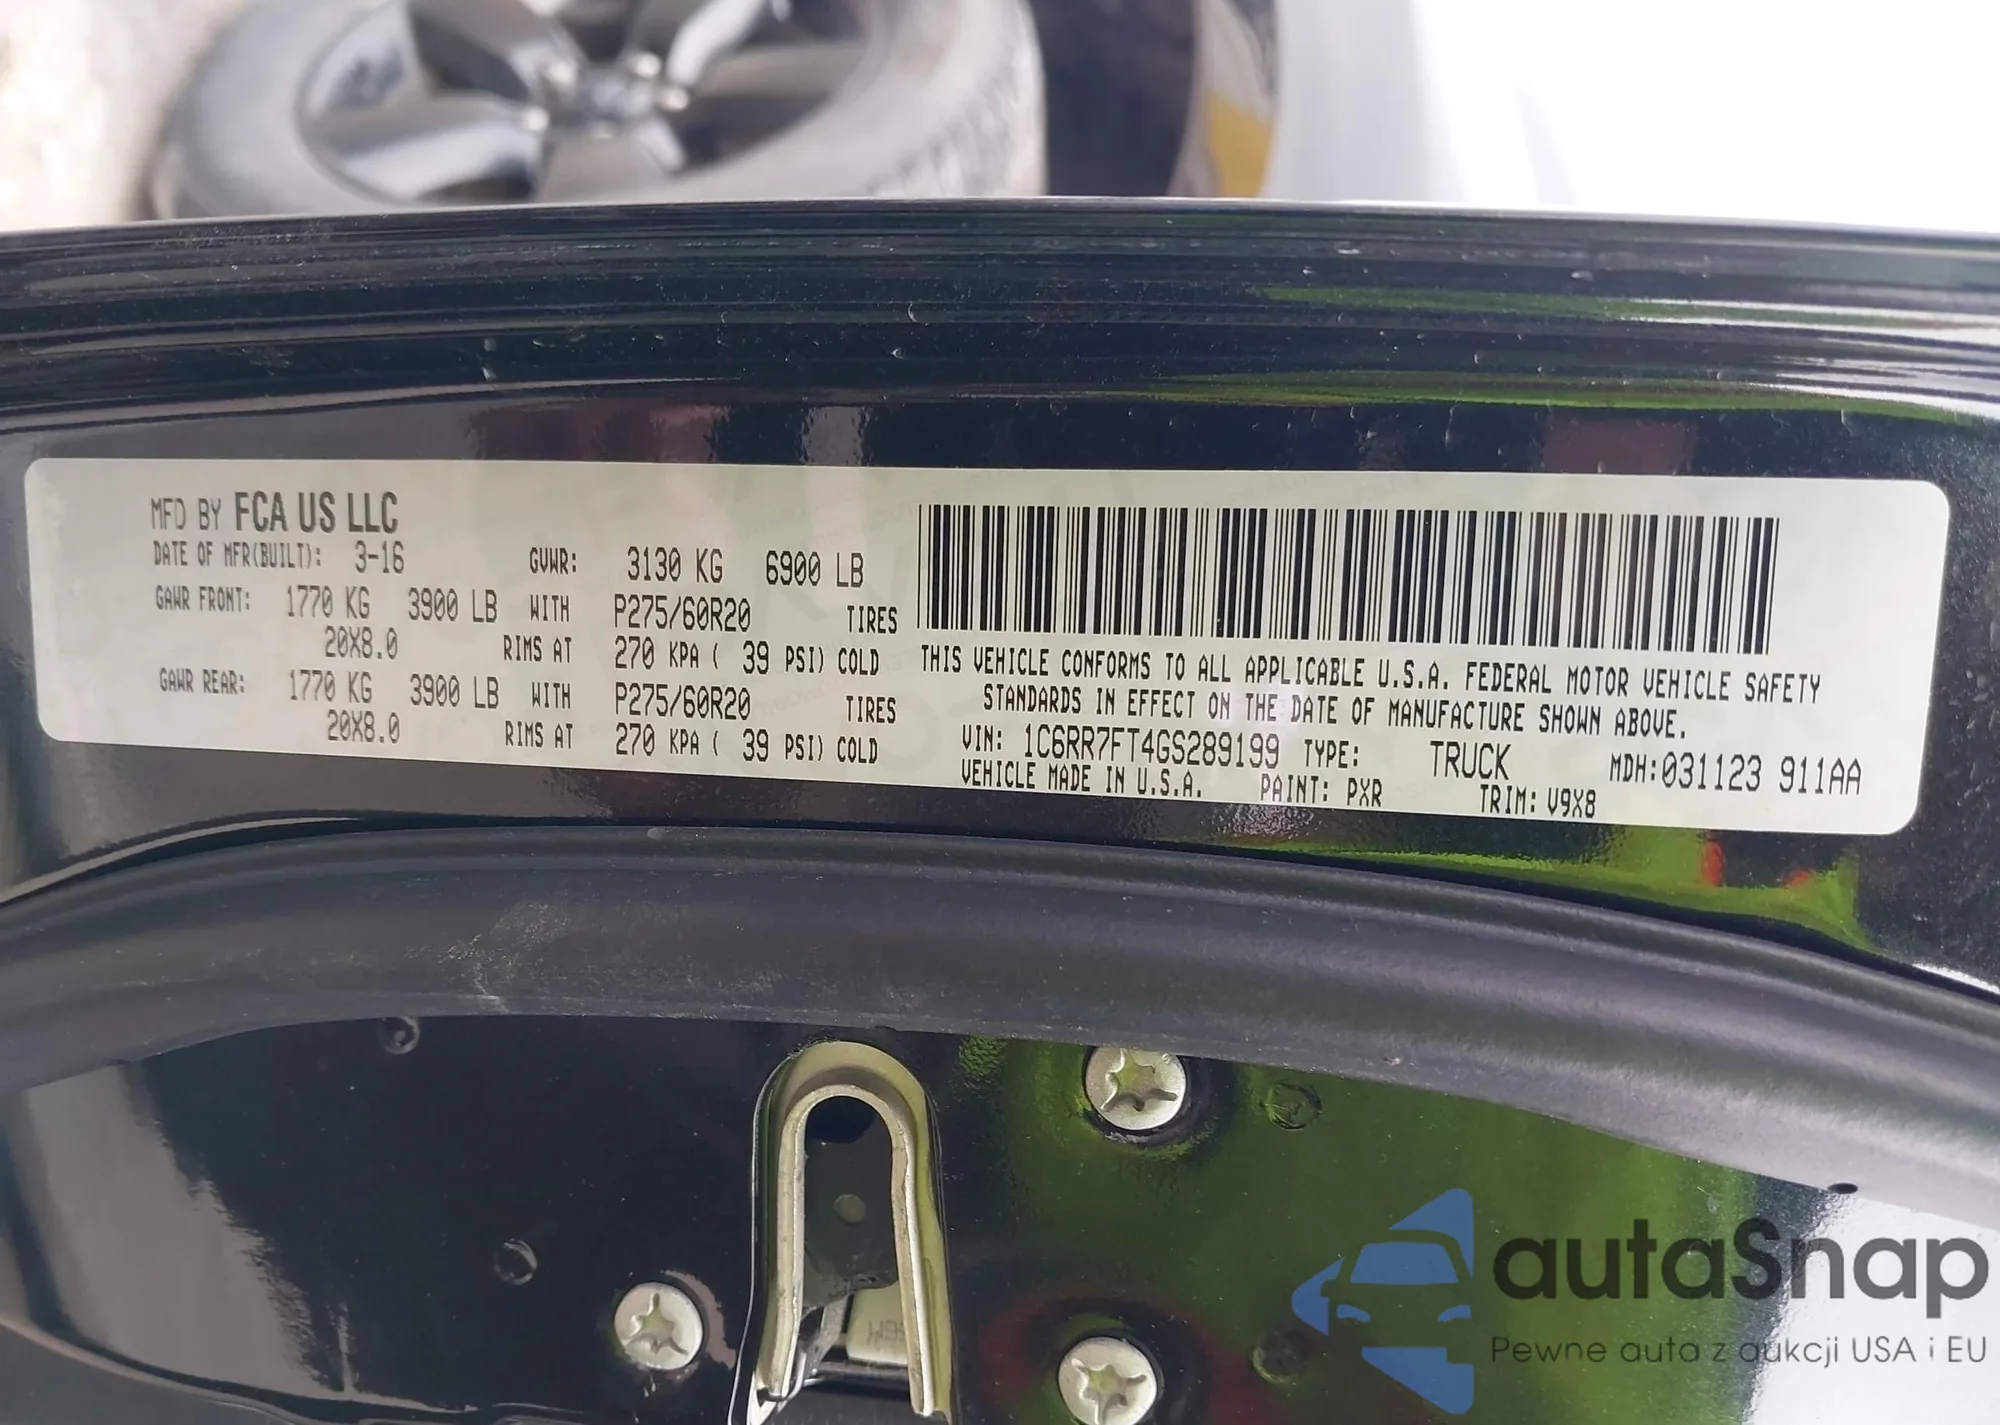 MFD BY FCA US LLC
DATE OF MFR(BUILT): 3-16 GVWR: 3130 KG 6900 LB
GAWR FRONT: 1770 KG 3900 LB WITH P275/60R20 TIRES
20X8.0 RIMS AT 270 KPA ( 39 PSI) COLD
GAWR REAR: 1770 KG 3900 LB WITH P275/60R20 TIRES
20X8.0 RIMS AT 270 KPA ( 39 PSI) COLD
THIS VEHICLE CONFORMS TO ALL APPLICABLE U.S.A. FEDERAL MOTOR VEHICLE SAFETY
STANDARDS IN EFFECT ON THE DATE OF MANUFACTURE SHOWN ABOVE.
VIN: 1C6RR7FT4GS289199 TYPE: TRUCK MDH:031123 911AA
VEHICLE MADE IN U.S.A. PAINT: PXR TRIM: V9X8
autaSnap
Pewne auta z aukcji USA i EU